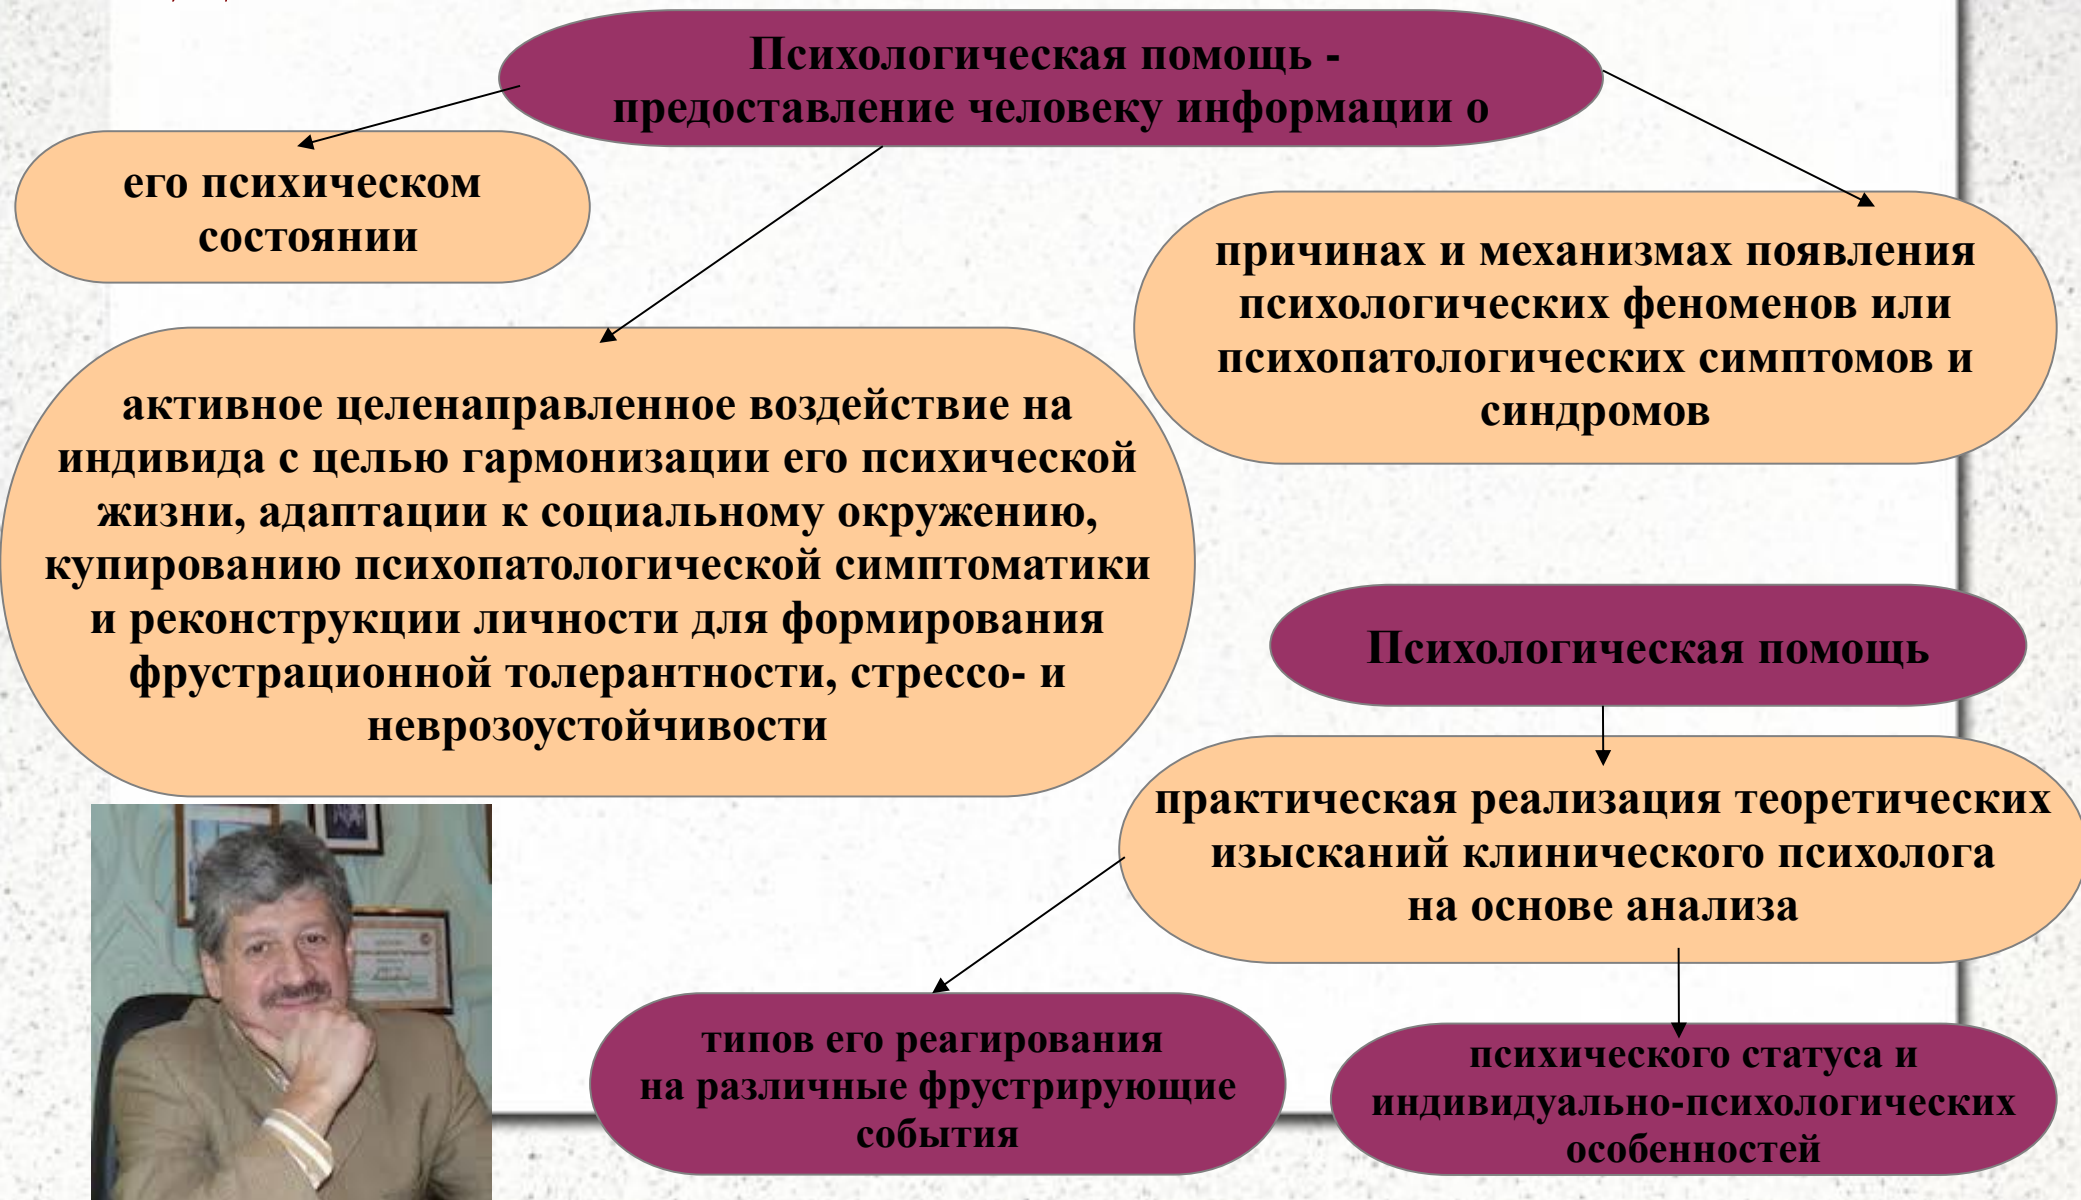 Психологическая помощь -
предоставление человеку информации о
его психическом
состоянии
причинах и механизмах появления
психологических феноменов или
психопатологических симптомов и
синдромов
активное целенаправленное воздействие на
индивида с целью гармонизации его психической
жизни, адаптации к социальному окружению,
купированию психопатологической симптоматики
и реконструкции личности для формирования
фрустрационной толерантности, стрессо- и
неврозоустойчивости
Психологическая помощь
практическая реализация теоретических
изысканий клинического психолога
на основе анализа
типов его реагирования
на различные фрустрирующие
события
психического статуса и
индивидуально-психологических
особенностей